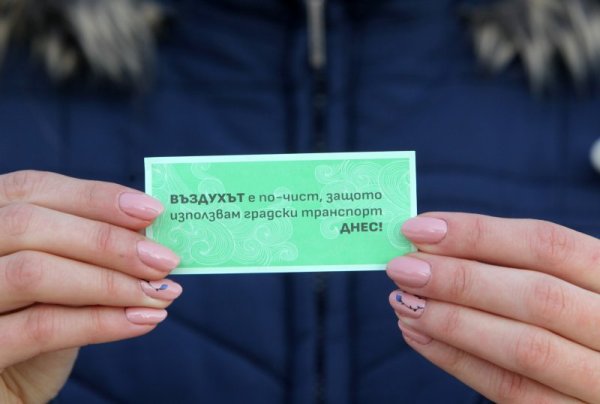 ВЪЗДУХЪТ е по-чист, защото
използвам градски транспорт
ДНЕС!